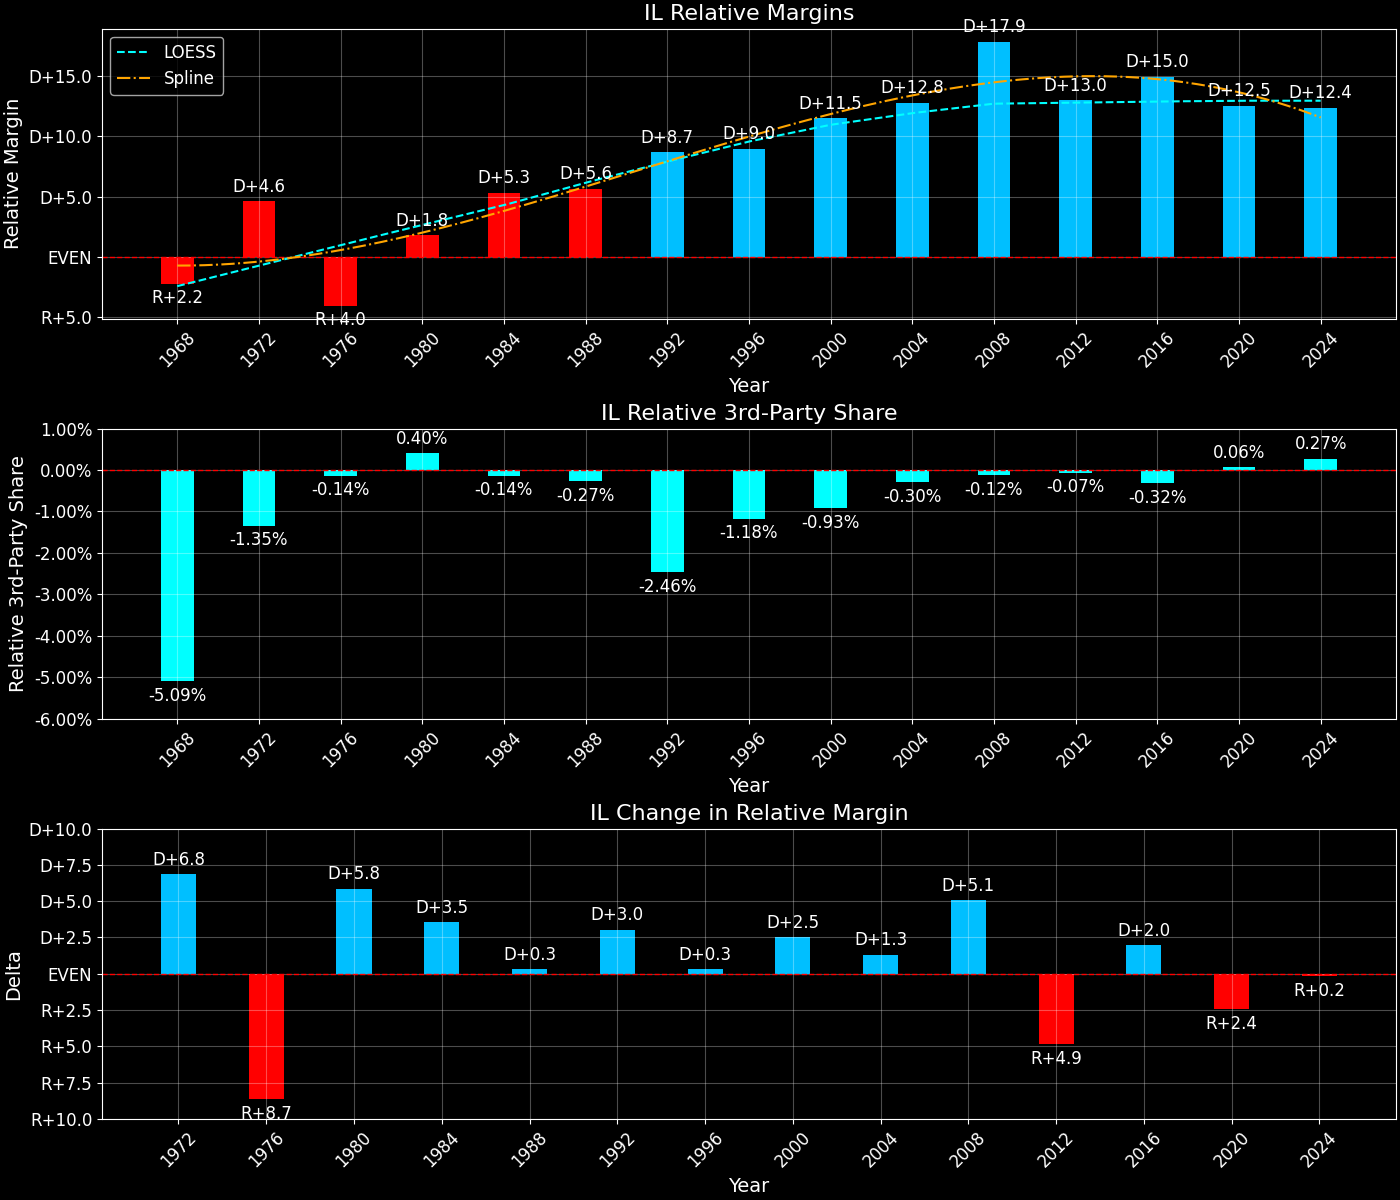 IL Relative Margins
LOESS
Spline
Relative Margin
D+15.0
D+10.0
D+5.0
EVEN
R+5.0
R+2.2
D+4.6
R+4.0
D+1.8
D+5.3
D+5.6
D+8.7
D+9.0
D+11.5
D+12.8
D+17.9
D+13.0
D+15.0
D+12.5
D+12.4
1968
1972
1976
1980
1984
1988
1992
1996
2000
2004
2008
2012
2016
2020
2024
Year
IL Relative 3rd-Party Share
Relative 3rd-Party Share
1.00%
0.00%
-1.00%
-2.00%
-3.00%
-4.00%
-5.00%
-6.00%
-5.09%
-1.35%
-0.14%
0.40%
-0.14%
-0.27%
-2.46%
-1.18%
-0.93%
-0.30%
-0.12%
-0.07%
-0.32%
0.06%
0.27%
1968
1972
1976
1980
1984
1988
1992
1996
2000
2004
2008
2012
2016
2020
2024
Year
IL Change in Relative Margin
Delta
D+10.0
D+7.5
D+5.0
D+2.5
EVEN
R+2.5
R+5.0
R+7.5
R+10.0
D+6.8
R+8.7
D+5.8
D+3.5
D+0.3
D+3.0
D+0.3
D+2.5
D+1.3
D+5.1
R+4.9
D+2.0
R+2.4
R+0.2
1972
1976
1980
1984
1988
1992
1996
2000
2004
2008
2012
2016
2020
2024
Year